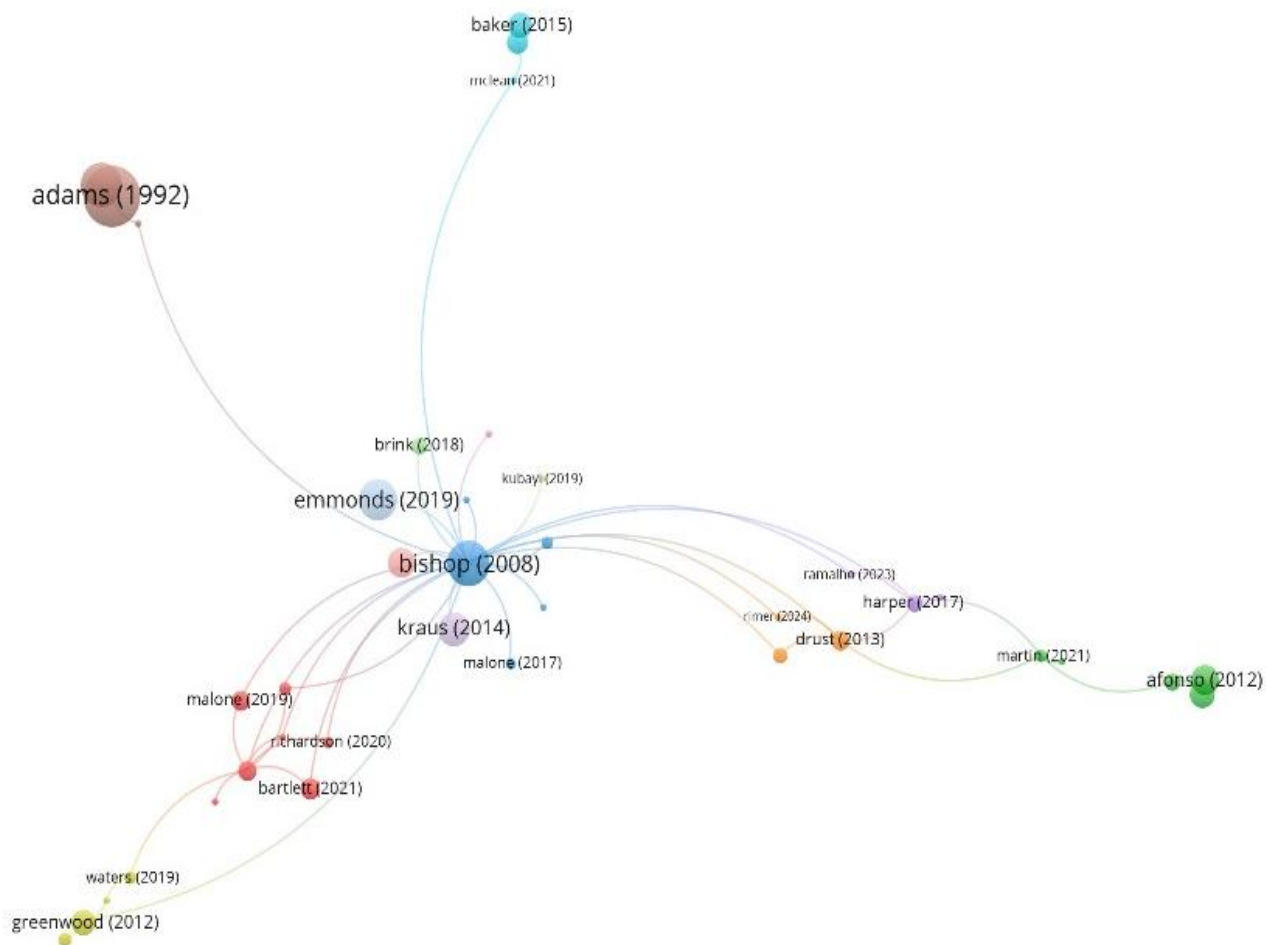 baker (2015)
mclean (2021)
adams (1992)
brink (2018)
kubayi (2019)
emmonds (2019)
bishop (2008)
ramalho (2023)
harper (2017)
rimer (2024)
kraus (2014)
drust (2013)
malone (2017)
martin (2021)
afonso (2012)
malone (2019)
richardson (2020)
bartlett (2021)
waters (2019)
greenwood (2012)